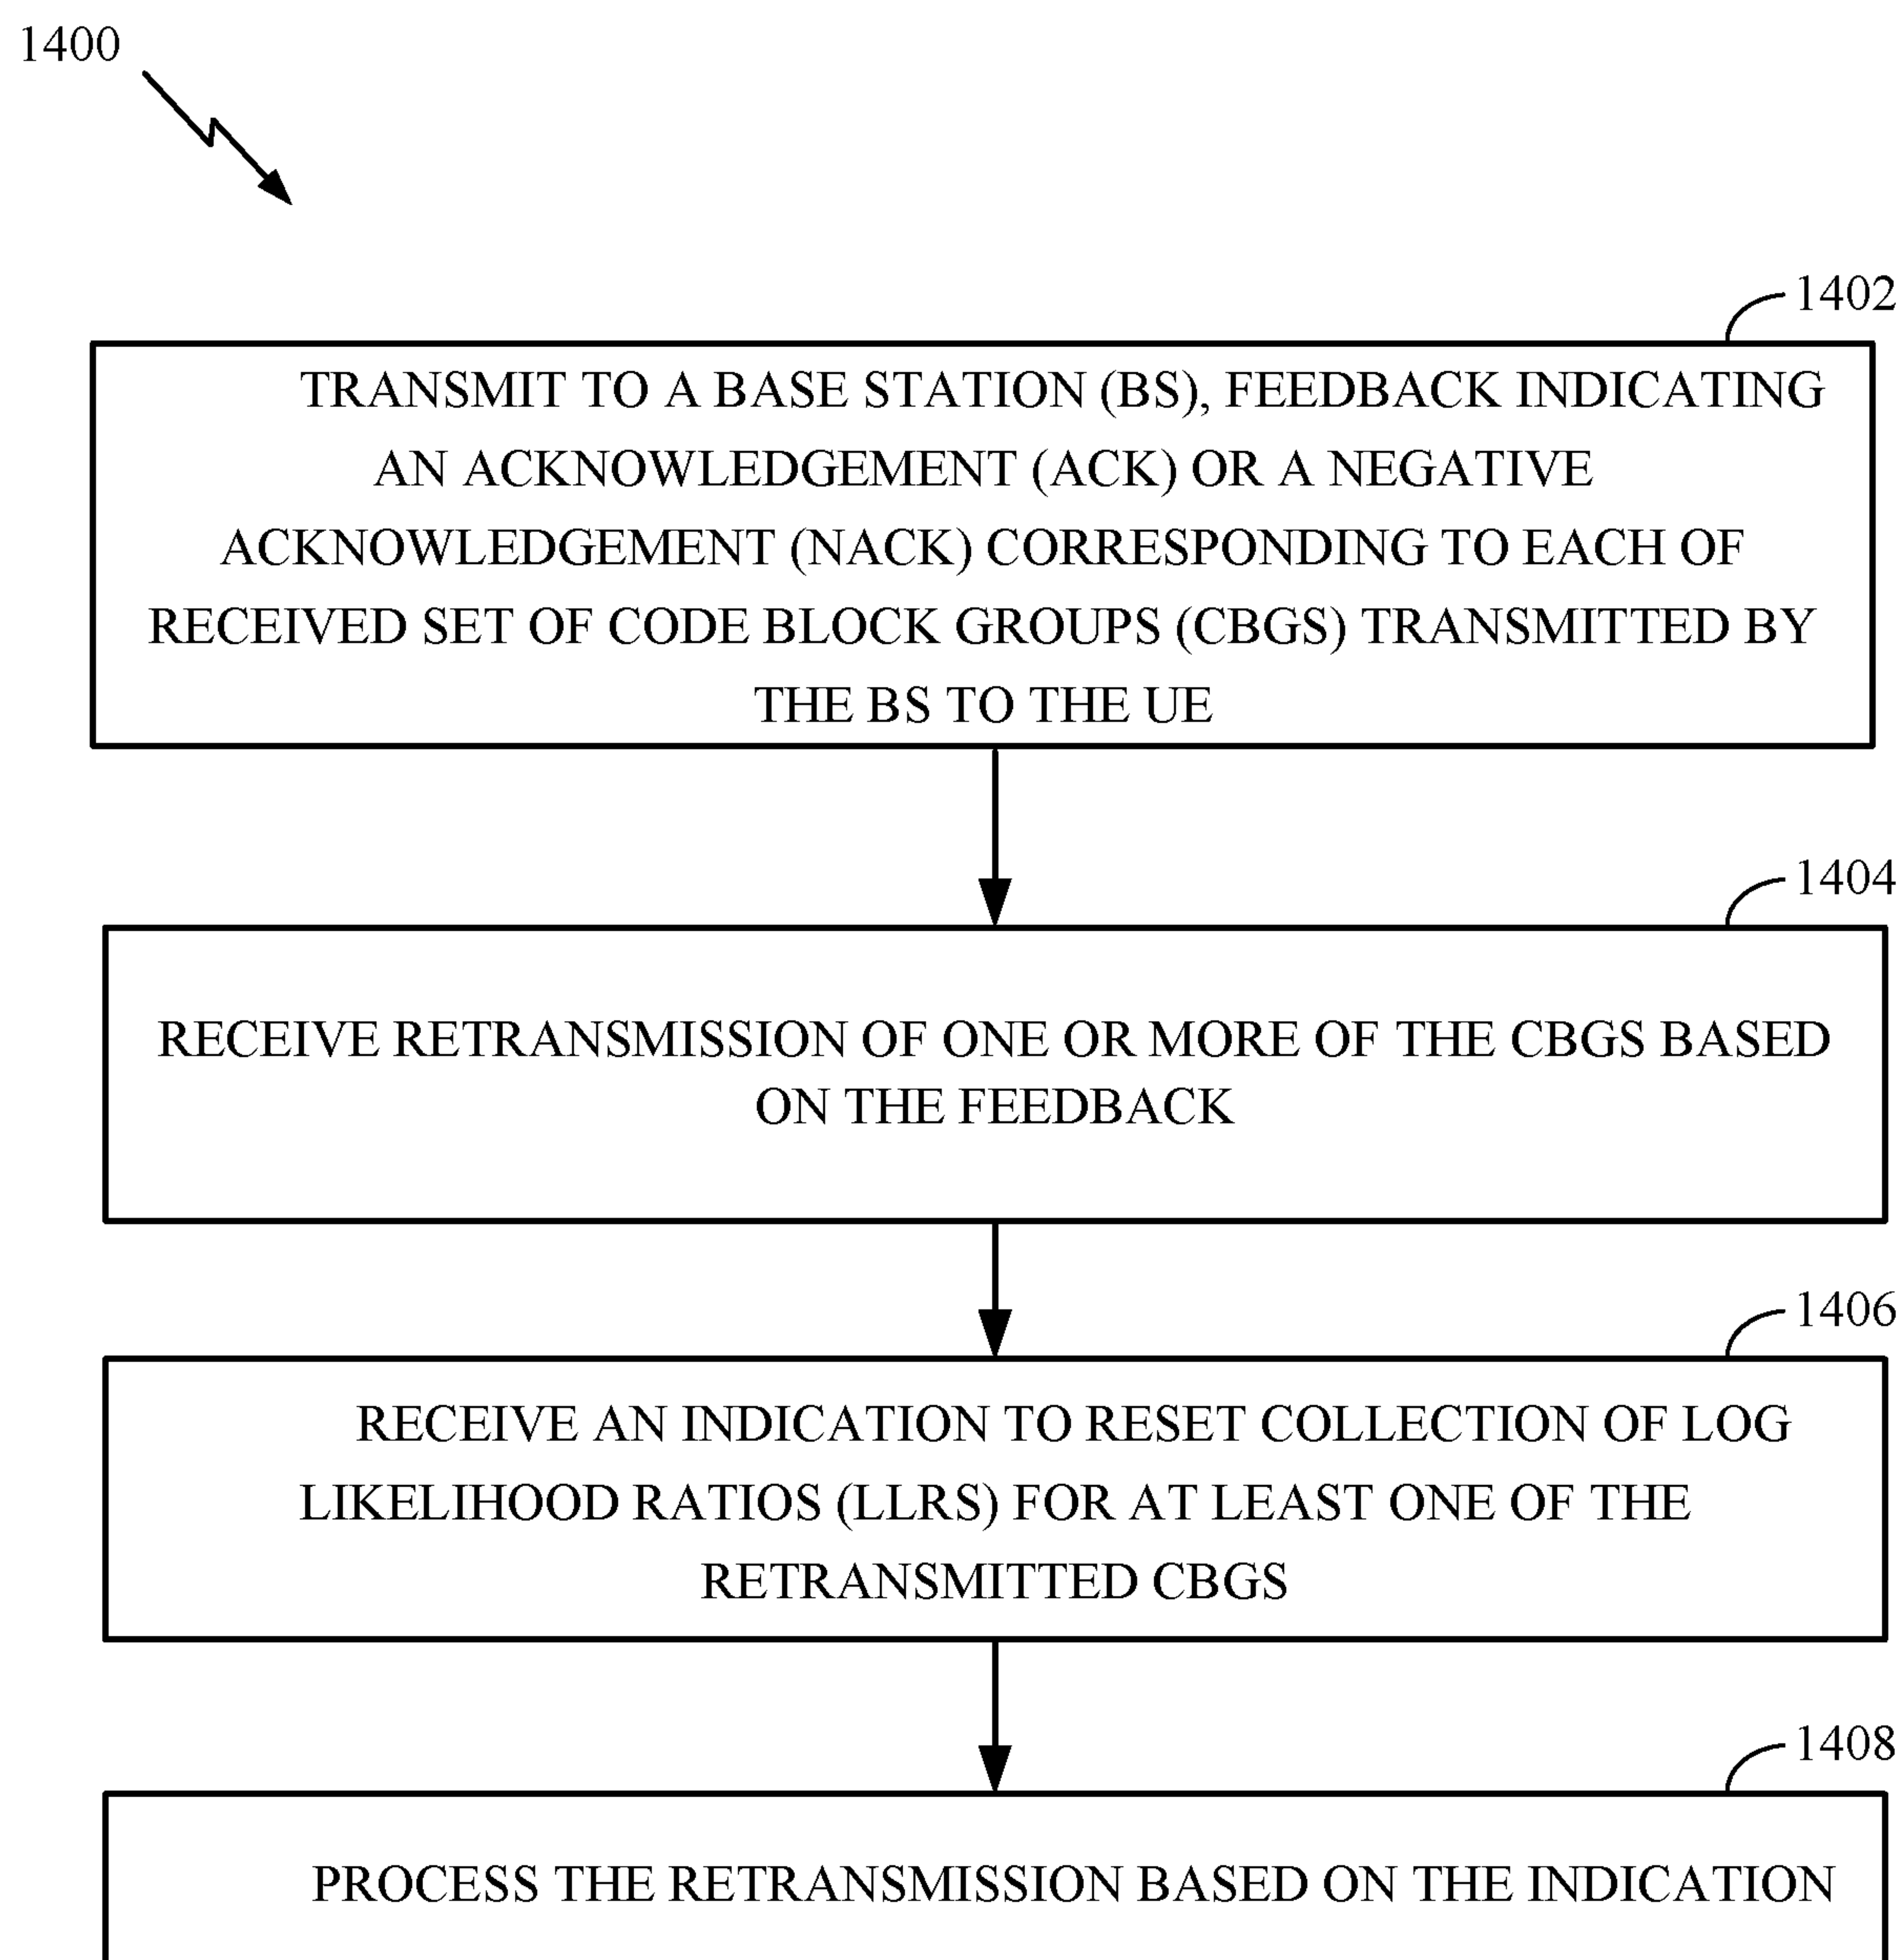 1400
1402
TRANSMIT TO A BASE STATION (BS), FEEDBACK INDICATING
AN ACKNOWLEDGEMENT (ACK) OR A NEGATIVE
ACKNOWLEDGEMENT (NACK) CORRESPONDING TO EACH OF
RECEIVED SET OF CODE BLOCK GROUPS (CBGS) TRANSMITTED BY
THE BS TO THE UE
1404
RECEIVE RETRANSMISSION OF ONE OR MORE OF THE CBGS BASED
ON THE FEEDBACK
1406
RECEIVE AN INDICATION TO RESET COLLECTION OF LOG
LIKELIHOOD RATIOS (LLRS) FOR AT LEAST ONE OF THE
RETRANSMITTED CBGS
1408
PROCESS THE RETRANSMISSION BASED ON THE INDICATION